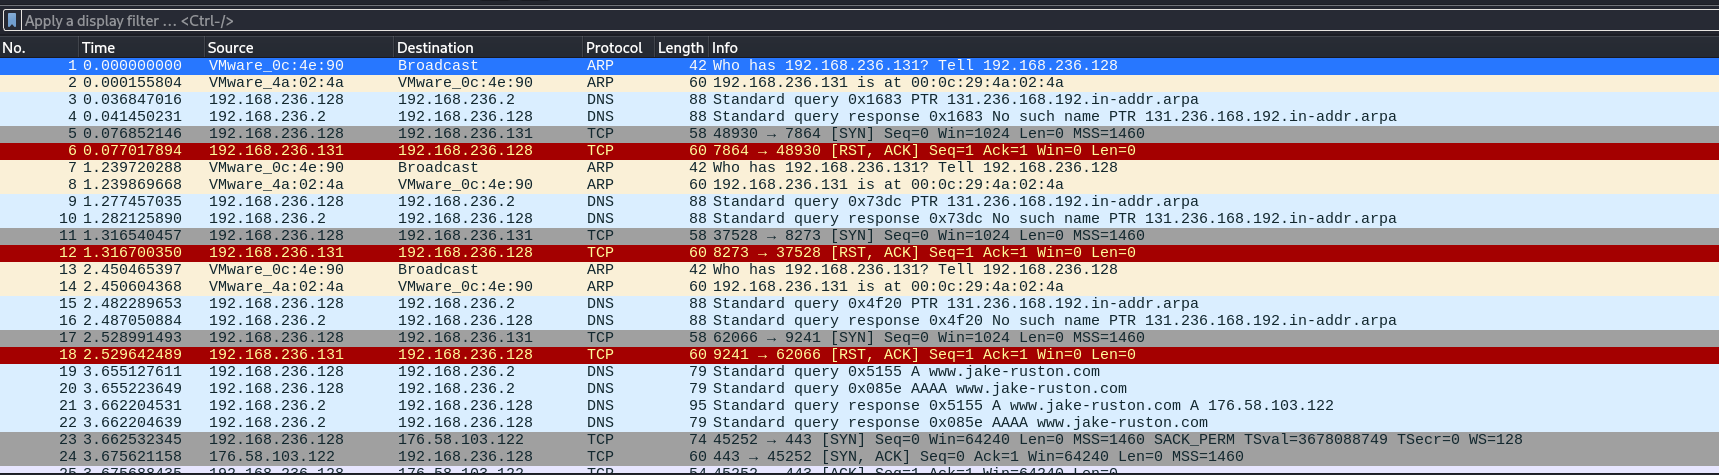 Apply a display filter … <Ctrl-/>
No. Time Source Destination Protocol Length Info
1 0.000000000 VMware_0c:4e:90 Broadcast ARP 42 Who has 192.168.236.131? Tell 192.168.236.128
2 0.000155804 VMware_4a:02:4a VMware_0c:4e:90 ARP 60 192.168.236.131 is at 00:0c:29:4a:02:4a
3 0.036847016 192.168.236.128 192.168.236.2 DNS 88 Standard query 0x1683 PTR 131.236.168.192.in-addr.arpa
4 0.041450231 192.168.236.2 192.168.236.128 DNS 88 Standard query response 0x1683 No such name PTR 131.236.168.192.in-addr.arpa
5 0.076852146 192.168.236.128 192.168.236.131 TCP 58 48930 → 7864 [SYN] Seq=0 Win=1024 Len=0 MSS=1460
6 0.077017894 192.168.236.131 192.168.236.128 TCP 60 7864 → 48930 [RST, ACK] Seq=1 Ack=1 Win=0 Len=0
7 1.239720288 VMware_0c:4e:90 Broadcast ARP 42 Who has 192.168.236.131? Tell 192.168.236.128
8 1.239869668 VMware_4a:02:4a VMware_0c:4e:90 ARP 60 192.168.236.131 is at 00:0c:29:4a:02:4a
9 1.277457035 192.168.236.128 192.168.236.2 DNS 88 Standard query 0x73dc PTR 131.236.168.192.in-addr.arpa
10 1.282125890 192.168.236.2 192.168.236.128 DNS 88 Standard query response 0x73dc No such name PTR 131.236.168.192.in-addr.arpa
11 1.316540457 192.168.236.128 192.168.236.131 TCP 58 37528 → 8273 [SYN] Seq=0 Win=1024 Len=0 MSS=1460
12 1.316700350 192.168.236.131 192.168.236.128 TCP 60 8273 → 37528 [RST, ACK] Seq=1 Ack=1 Win=0 Len=0
13 2.450465397 VMware_0c:4e:90 Broadcast ARP 42 Who has 192.168.236.131? Tell 192.168.236.128
14 2.450604368 VMware_4a:02:4a VMware_0c:4e:90 ARP 60 192.168.236.131 is at 00:0c:29:4a:02:4a
15 2.482289653 192.168.236.128 192.168.236.2 DNS 88 Standard query 0x4f20 PTR 131.236.168.192.in-addr.arpa
16 2.487050884 192.168.236.2 192.168.236.128 DNS 88 Standard query response 0x4f20 No such name PTR 131.236.168.192.in-addr.arpa
17 2.528991493 192.168.236.128 192.168.236.131 TCP 58 62066 → 9241 [SYN] Seq=0 Win=1024 Len=0 MSS=1460
18 2.529642489 192.168.236.131 192.168.236.128 TCP 60 9241 → 62066 [RST, ACK] Seq=1 Ack=1 Win=0 Len=0
19 3.655127611 192.168.236.128 192.168.236.2 DNS 79 Standard query 0x5155 A www.jake-ruston.com
20 3.655223649 192.168.236.128 192.168.236.2 DNS 79 Standard query 0x085e AAAA www.jake-ruston.com
21 3.662204531 192.168.236.2 192.168.236.128 DNS 95 Standard query response 0x5155 A www.jake-ruston.com A 176.58.103.122
22 3.662204639 192.168.236.2 192.168.236.128 DNS 79 Standard query response 0x085e AAAA www.jake-ruston.com
23 3.662532345 192.168.236.128 176.58.103.122 TCP 74 45252 → 443 [SYN] Seq=0 Win=64240 Len=0 MSS=1460 SACK_PERM TSval=3678088749 TSecr=0 WS=128
24 3.675621158 176.58.103.122 192.168.236.128 TCP 60 443 → 45252 [SYN, ACK] Seq=0 Ack=1 Win=64240 Len=0 MSS=1460
25 3.675688435 192.168.236.128 176.58.103.122 TCP 54 45252 → 443 [ACK] Seq=1 Ack=1 Win=64240 Len=0